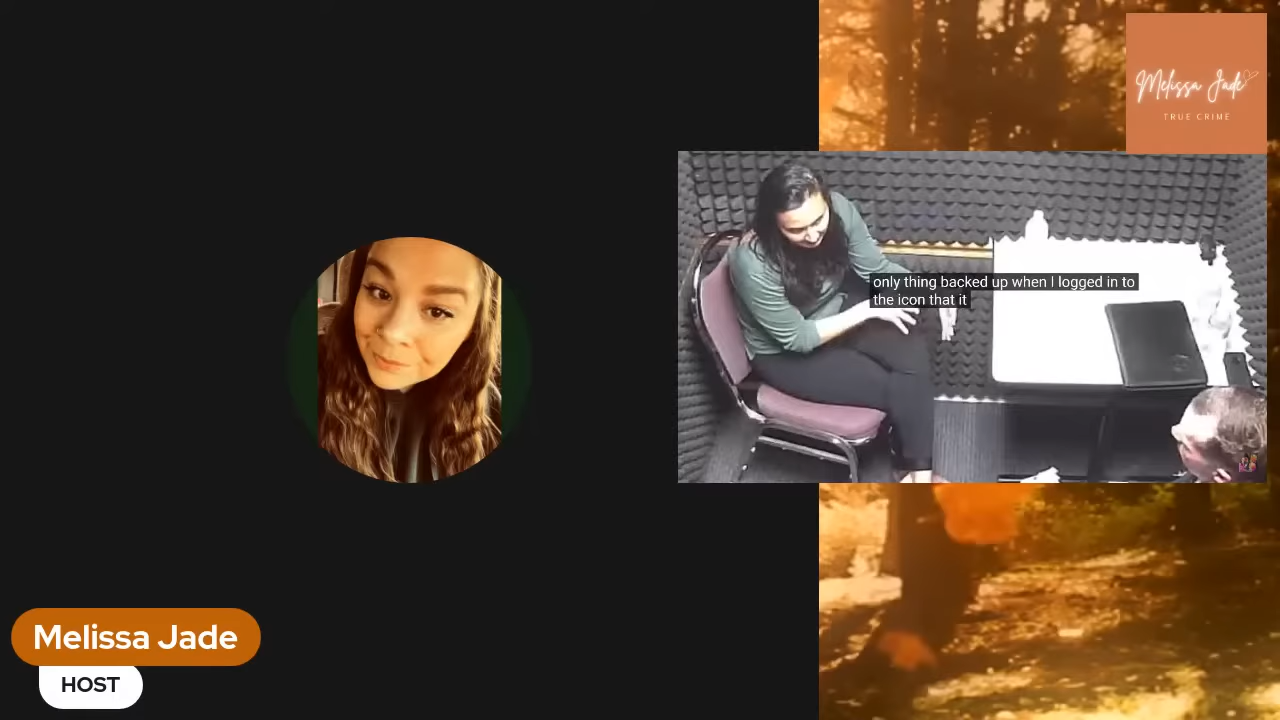 Melissa Jade
TRUE CRIME
only thing backed up when I logged in to
the icon that it
Melissa Jade
HOST